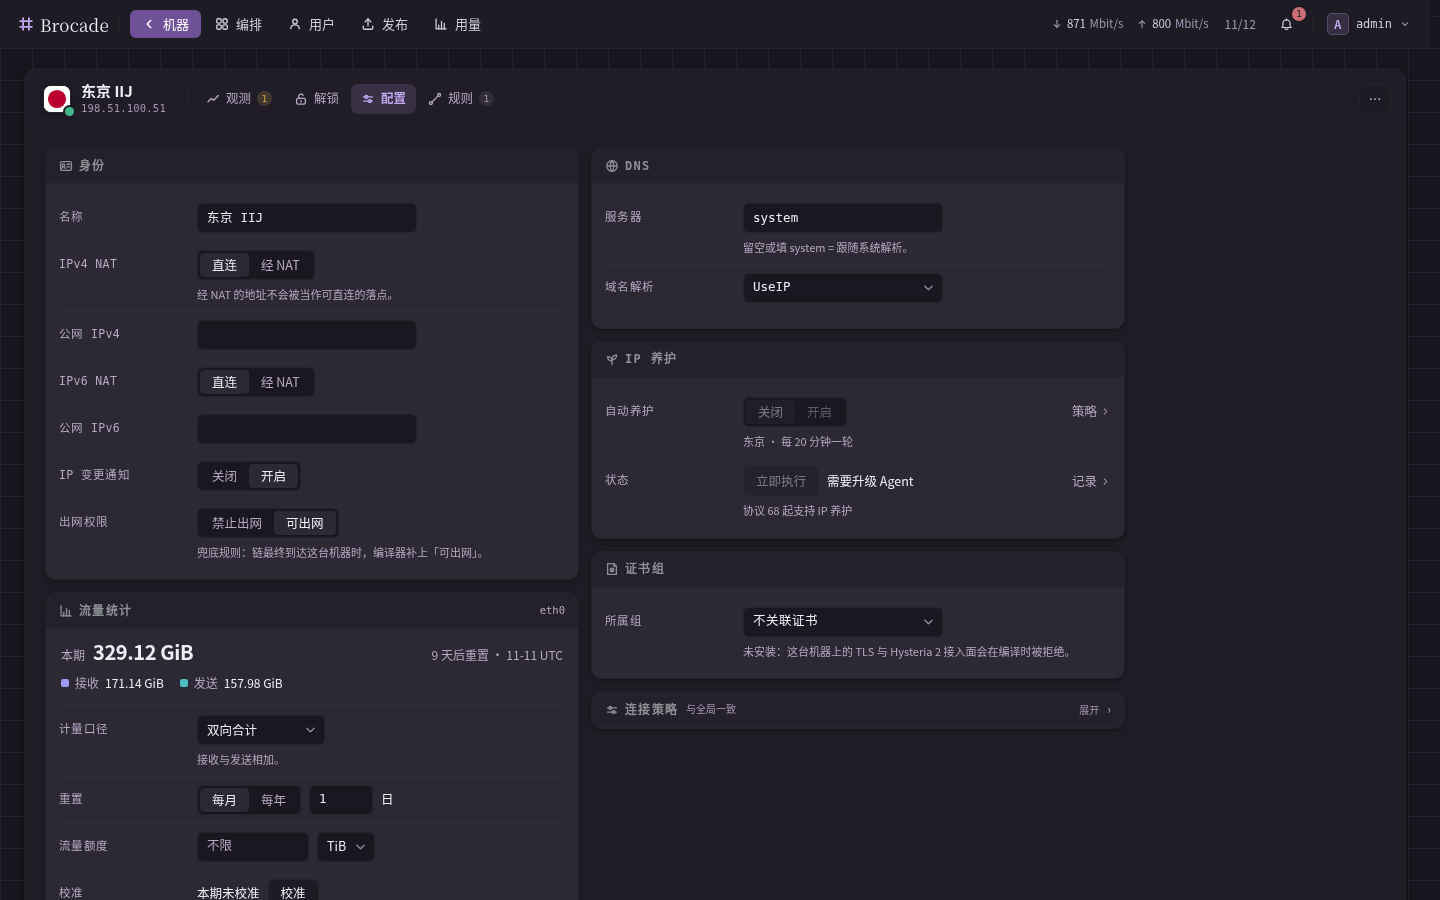 Brocade
机器
编排
用户
发布
用量
↓ 871 Mbit/s
↑ 800 Mbit/s
11/12
1
A
admin
东京 IIJ
198.51.100.51
观测 1
解锁
配置
规则 1
身份
名称
东京 IIJ
IPv4 NAT
直连 经 NAT
经 NAT 的地址不会被当作可直连的落点。
公网 IPv4
IPv6 NAT
直连 经 NAT
公网 IPv6
IP 变更通知
关闭 开启
出网权限
禁止出网 可出网
兜底规则：链最终到达这台机器时，编译器补上「可出网」。
流量统计
eth0
本期 329.12 GiB
9 天后重置 · 11-11 UTC
接收 171.14 GiB
发送 157.98 GiB
计量口径
双向合计
接收与发送相加。
重置
每月 每年
1 日
流量额度
不限
TiB
校准
本期未校准 校准
DNS
服务器
system
留空或填 system = 跟随系统解析。
域名解析
UseIP
IP 养护
自动养护
关闭 开启
策略 ›
东京 · 每 20 分钟一轮
状态
立即执行 需要升级 Agent
记录 ›
协议 68 起支持 IP 养护
证书组
所属组
不关联证书
未安装：这台机器上的 TLS 与 Hysteria 2 接入面会在编译时被拒绝。
连接策略 与全局一致
展开 ›